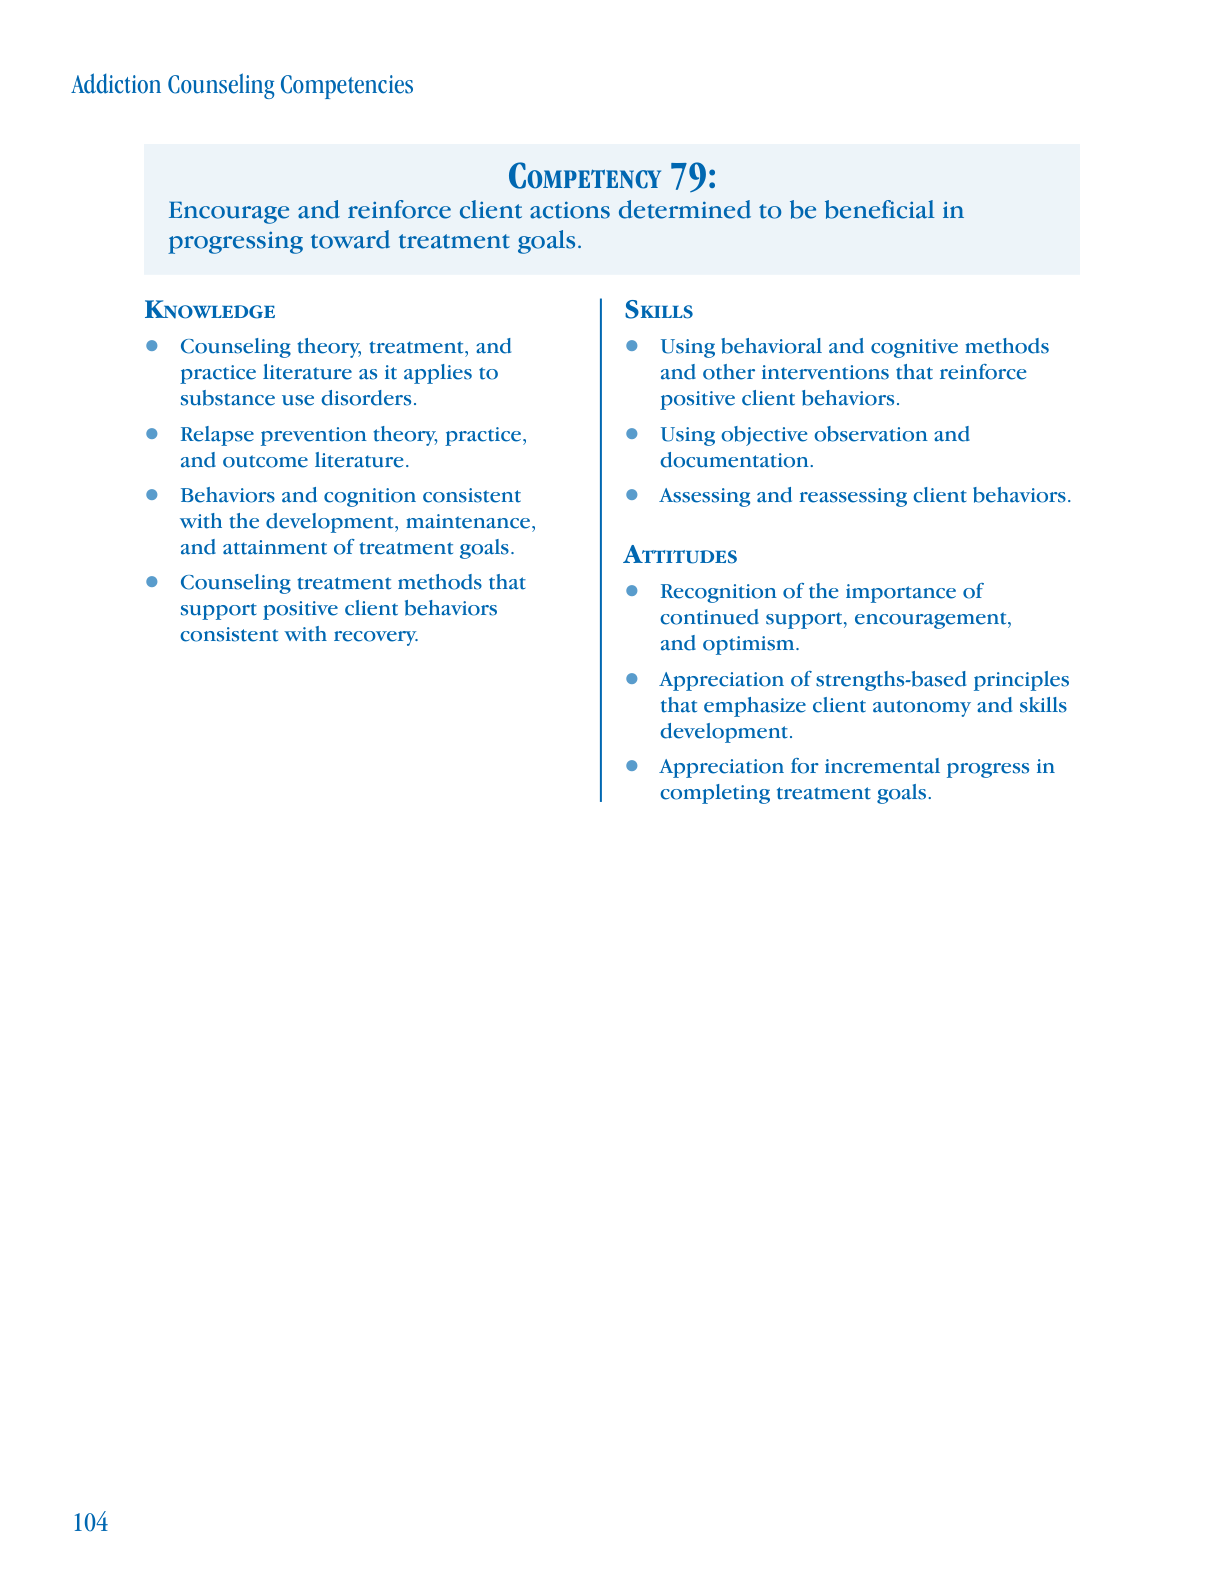 Addiction Counseling Competencies
Competency 79:
Encourage and reinforce client actions determined to be beneficial in
progressing toward treatment goals.
Knowledge
● Counseling theory, treatment, and
practice literature as it applies to
substance use disorders.
● Relapse prevention theory, practice,
and outcome literature.
● Behaviors and cognition consistent
with the development, maintenance,
and attainment of treatment goals.
● Counseling treatment methods that
support positive client behaviors
consistent with recovery.
Skills
● Using behavioral and cognitive methods
and other interventions that reinforce
positive client behaviors.
● Using objective observation and
documentation.
● Assessing and reassessing client behaviors.
Attitudes
● Recognition of the importance of
continued support, encouragement,
and optimism.
● Appreciation of strengths-based principles
that emphasize client autonomy and skills
development.
● Appreciation for incremental progress in
completing treatment goals.
104